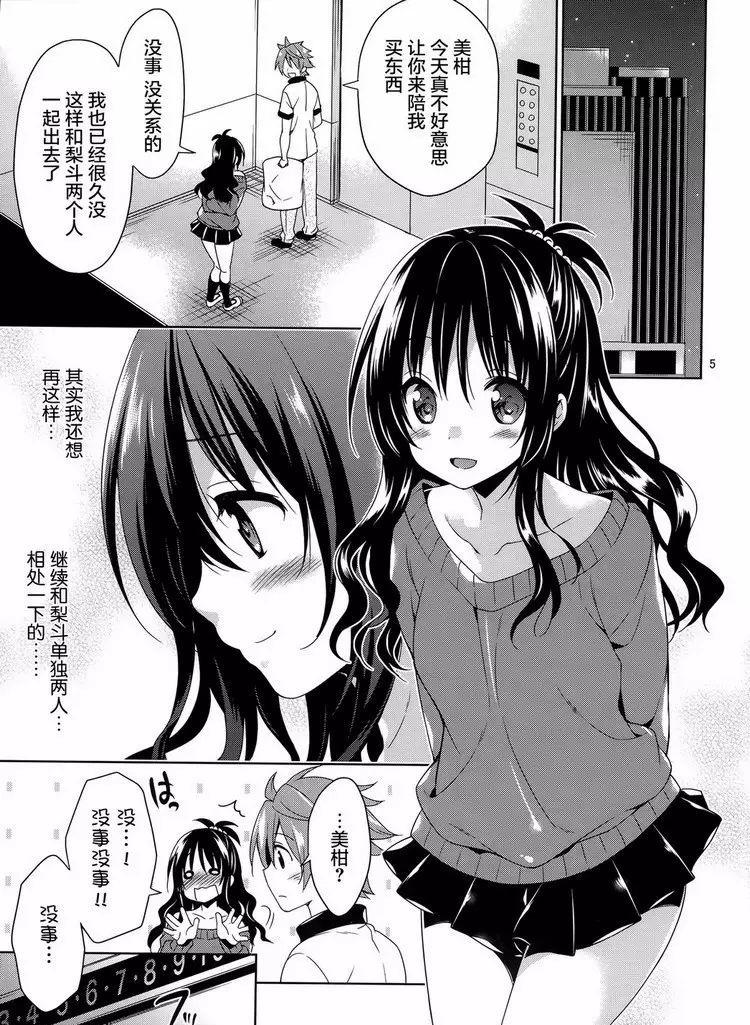 美柑
今天真不好意思
让你来陪我
买东西
没事 没关系的
我也已经很久没
这样和梨斗两个人
一起出去了
5
其实我还想
再这样…
继续和梨斗单独两人…
相处一下的……
…美柑?
はっ
没…!
没事没事!!
没事…
3·4·5·6·7·8·9·10